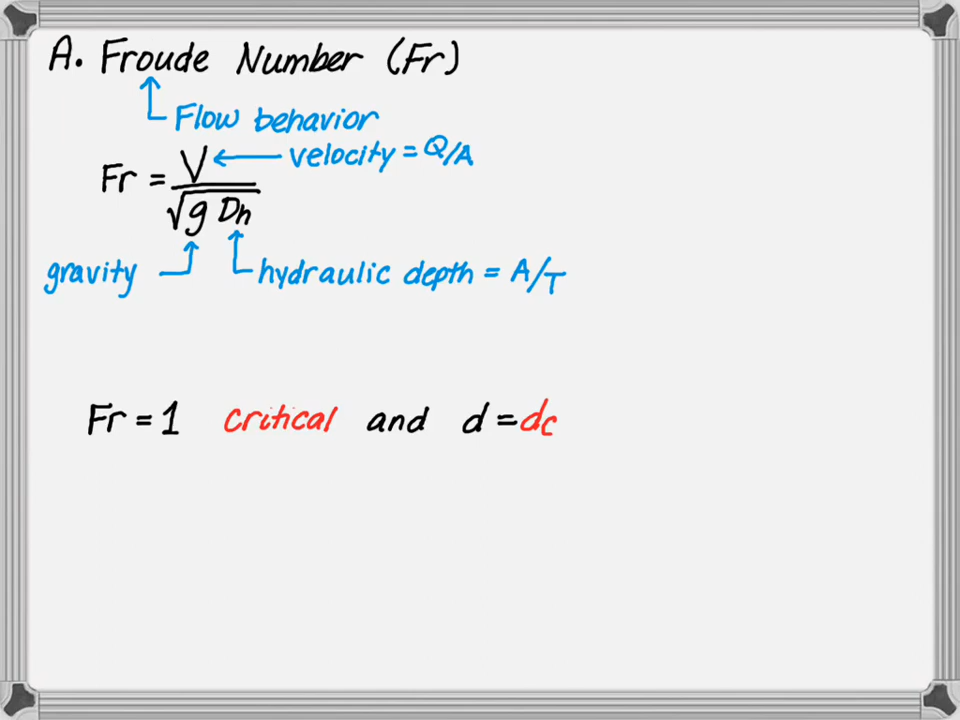 A. Froude Number (Fr)
Flow behavior
velocity = Q/A
Fr = V
√g Dh
gravity
hydraulic depth = A/T
Fr = 1 critical and d = dc